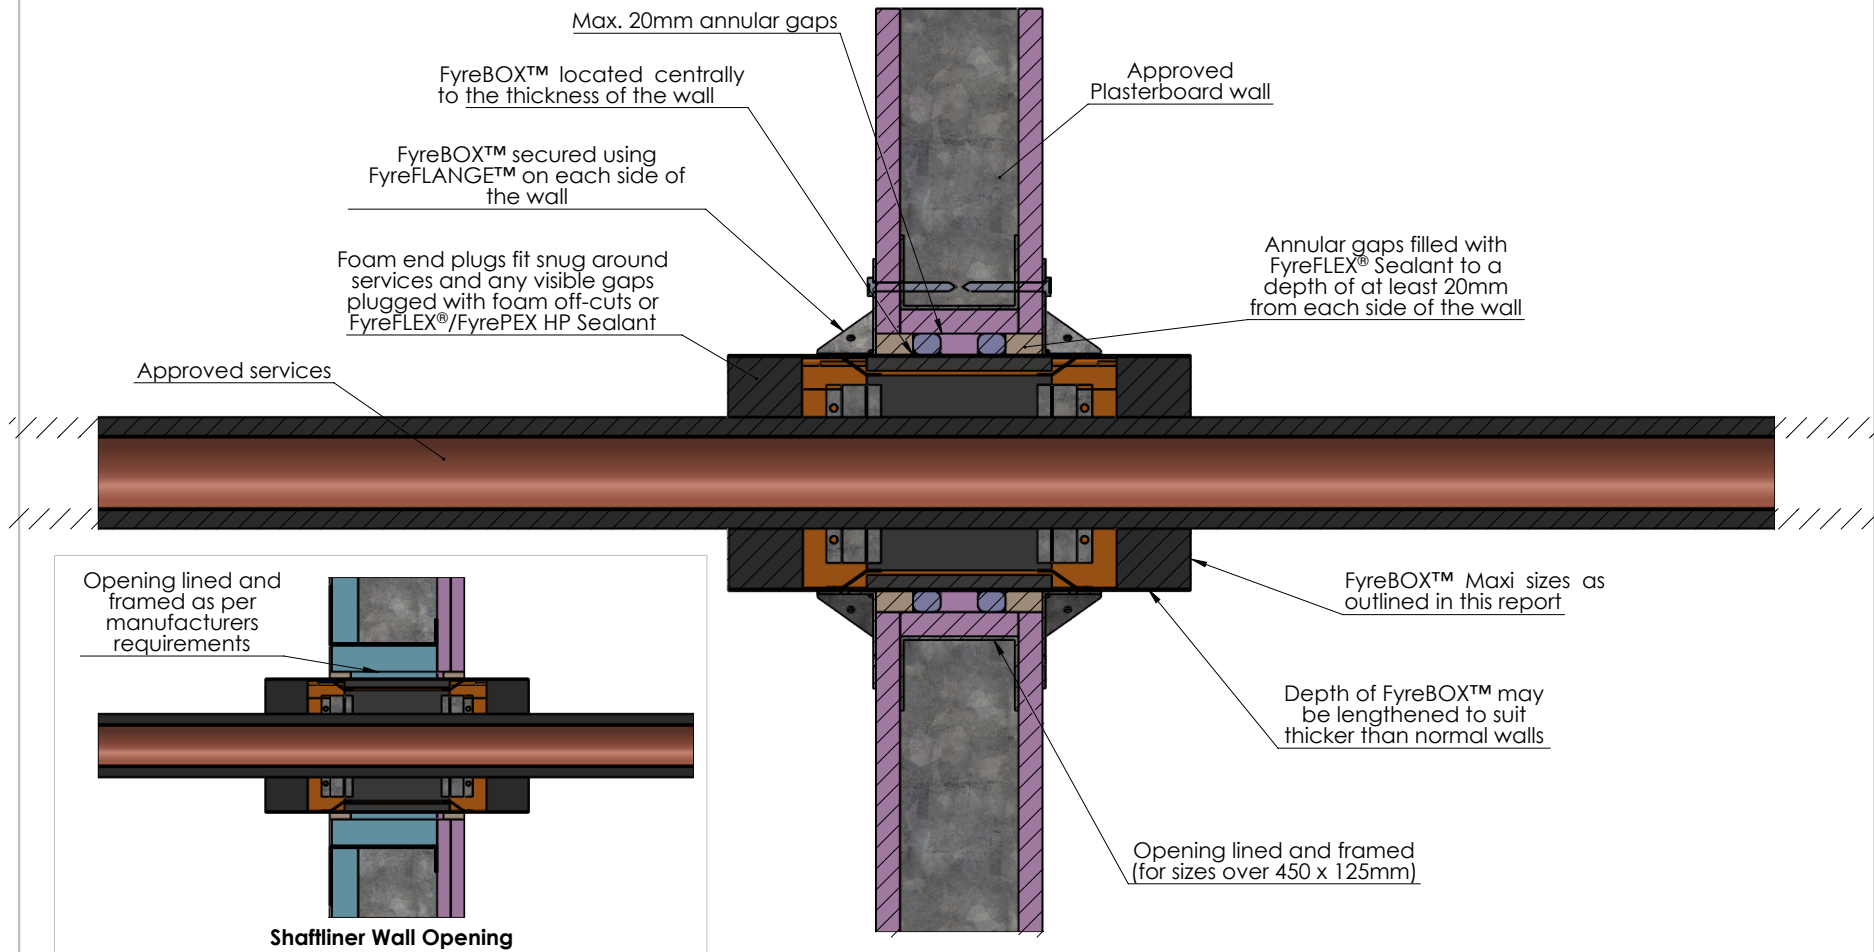 Max. 20mm annular gaps
FyreBOX™ located centrally
to the thickness of the wall
Approved
Plasterboard wall
FyreBOX™ secured using
FyreFLANGE™ on each side of
the wall
Foam end plugs fit snug around
services and any visible gaps
plugged with foam off-cuts or
FyreFLEX®/FyrePEX HP Sealant
Annular gaps filled with
FyreFLEX® Sealant to a
depth of at least 20mm
from each side of the wall
Approved services
Opening lined and
framed as per
manufacturers
requirements
FyreBOX™ Maxi sizes as
outlined in this report
Depth of FyreBOX™ may
be lengthened to suit
thicker than normal walls
Opening lined and framed
(for sizes over 450 x 125mm)
Shaftliner Wall Opening